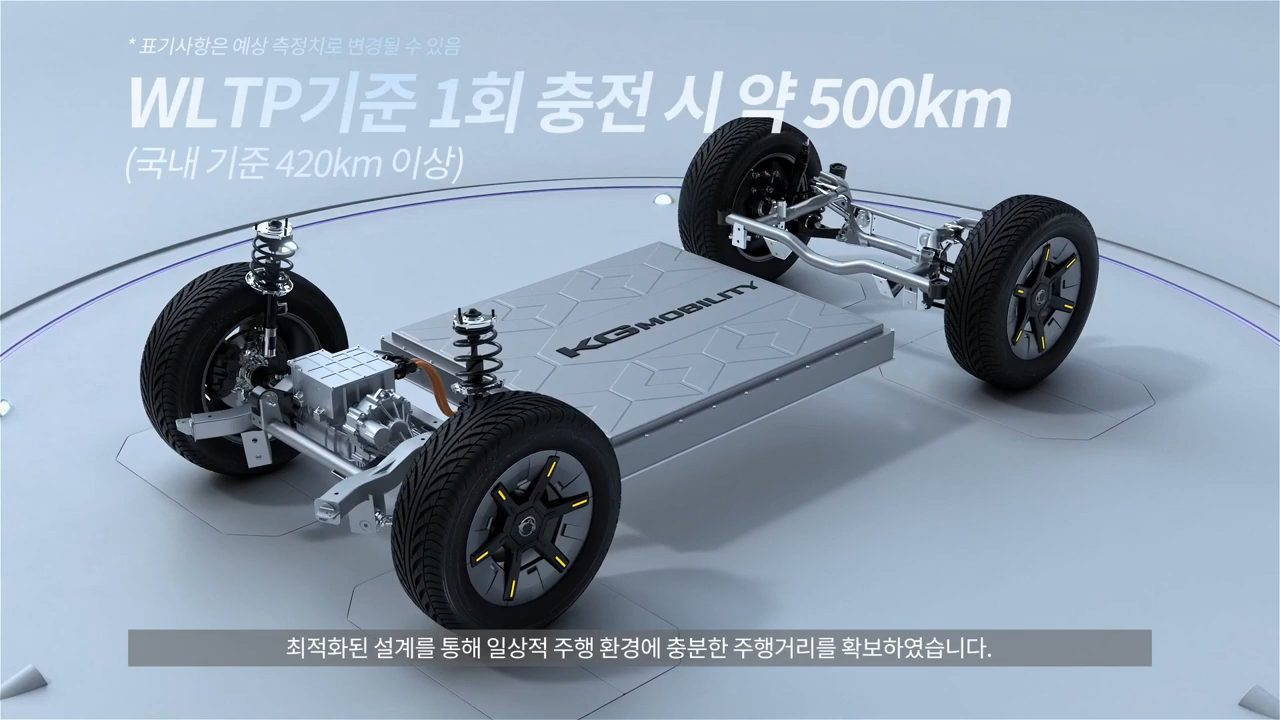 * 표기사항은 예상 측정치로 변경될 수 있음
WLTP기준 1회 충전 시 약 500km
(국내 기준 420km 이상)
KG MOBILITY
최적화된 설계를 통해 일상적 주행 환경에 충분한 주행거리를 확보하였습니다.